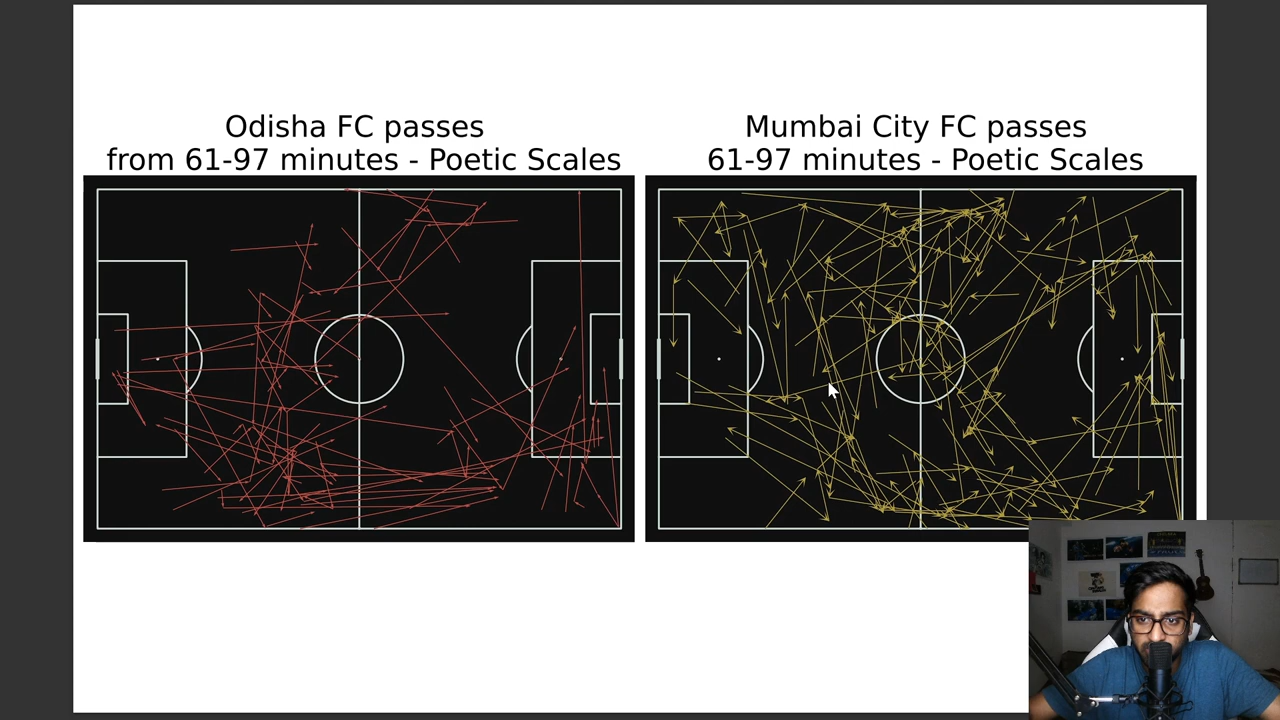 Odisha FC passes
from 61-97 minutes - Poetic Scales
Mumbai City FC passes
61-97 minutes - Poetic Scales